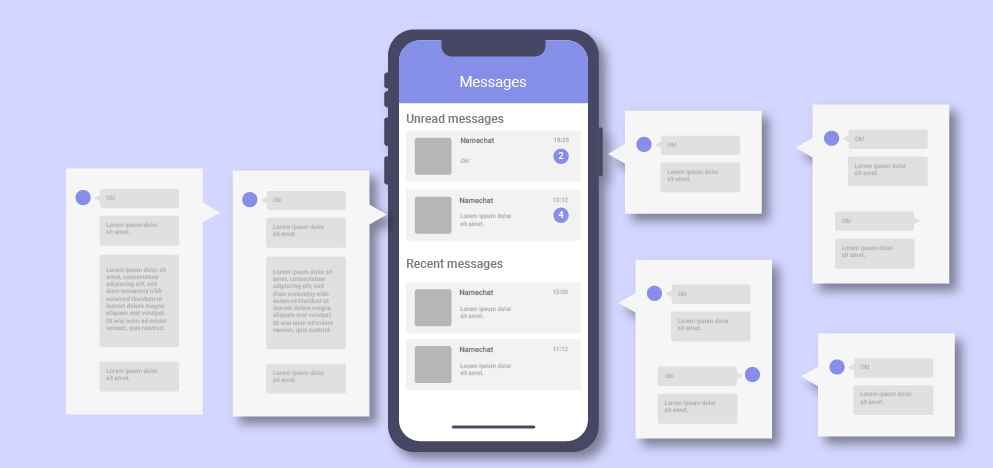 Messages
Unread messages
Namechat
18:25
Ok!
2
Namechat
13:12
Lorem ipsum dolor
sit amet.
4
Recent messages
Namechat
15:05
Lorem ipsum dolor
sit amet.
Namechat
11:12
Lorem ipsum dolor
sit amet.
Ok!
Lorem ipsum dolor
sit amet.
Lorem ipsum dolor sit
amet, consectetuer
adipiscing elit, sed
diam nonummy nibh
euismod tincidunt ut
laoreet dolore magna
aliquam erat volutpat.
Ut wisi enim ad minim
veniam, quis nostrud.
Lorem ipsum dolor
sit amet.
Ok!
Lorem ipsum dolor
sit amet.
Lorem ipsum dolor sit
amet, consectetuer
adipiscing elit, sed
diam nonummy nibh
euismod tincidunt ut
laoreet dolore magna
aliquam erat volutpat.
Ut wisi enim ad minim
veniam, quis nostrud.
Lorem ipsum dolor
sit amet.
Ok!
Lorem ipsum dolor
sit amet.
Ok!
Lorem ipsum dolor
sit amet.
Ok!
Lorem ipsum dolor
sit amet.
Ok!
Lorem ipsum dolor
sit amet.
Ok!
Lorem ipsum dolor
sit amet.
Ok!
Lorem ipsum dolor
sit amet.